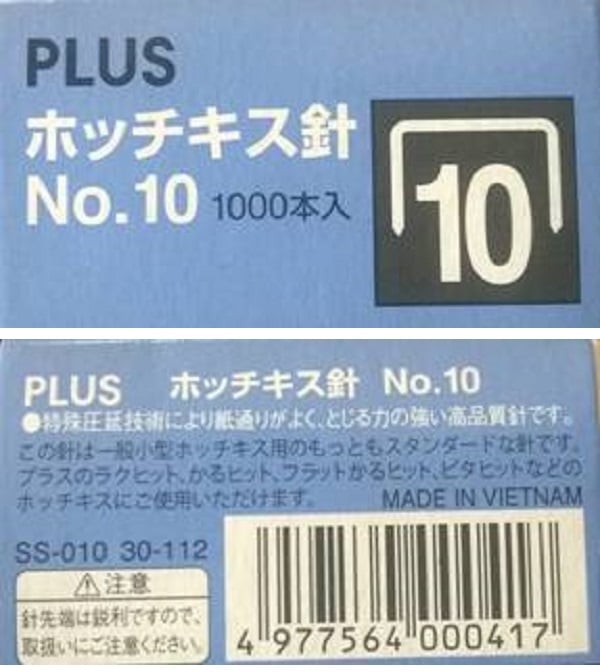 PLUS
ホッチキス針
No.10 1000本入
10
PLUS ホッチキス針 No.10
●特殊圧延技術により紙通りがよく、とじる力の強い高品質針です。
この針は一般小型ホッチキス用のもっともスタンダードな針です。
プラスのラクヒット、かるヒット、フラットかるヒット、ピタヒットなどの
ホッチキスにご使用いただけます。 MADE IN VIETNAM
SS-010 30-112
⚠注意
針先端は鋭利ですので、
取扱いにご注意ください。
4 977564 000417